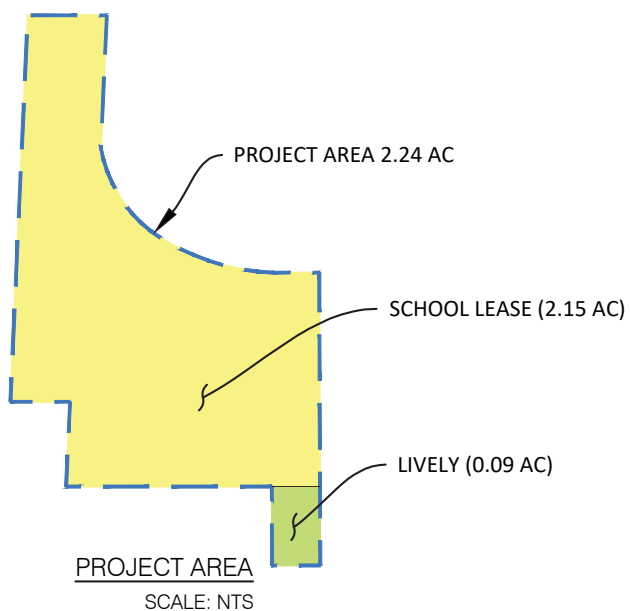 PROJECT AREA 2.24 AC
SCHOOL LEASE (2.15 AC)
LIVELY (0.09 AC)
PROJECT AREA
SCALE: NTS